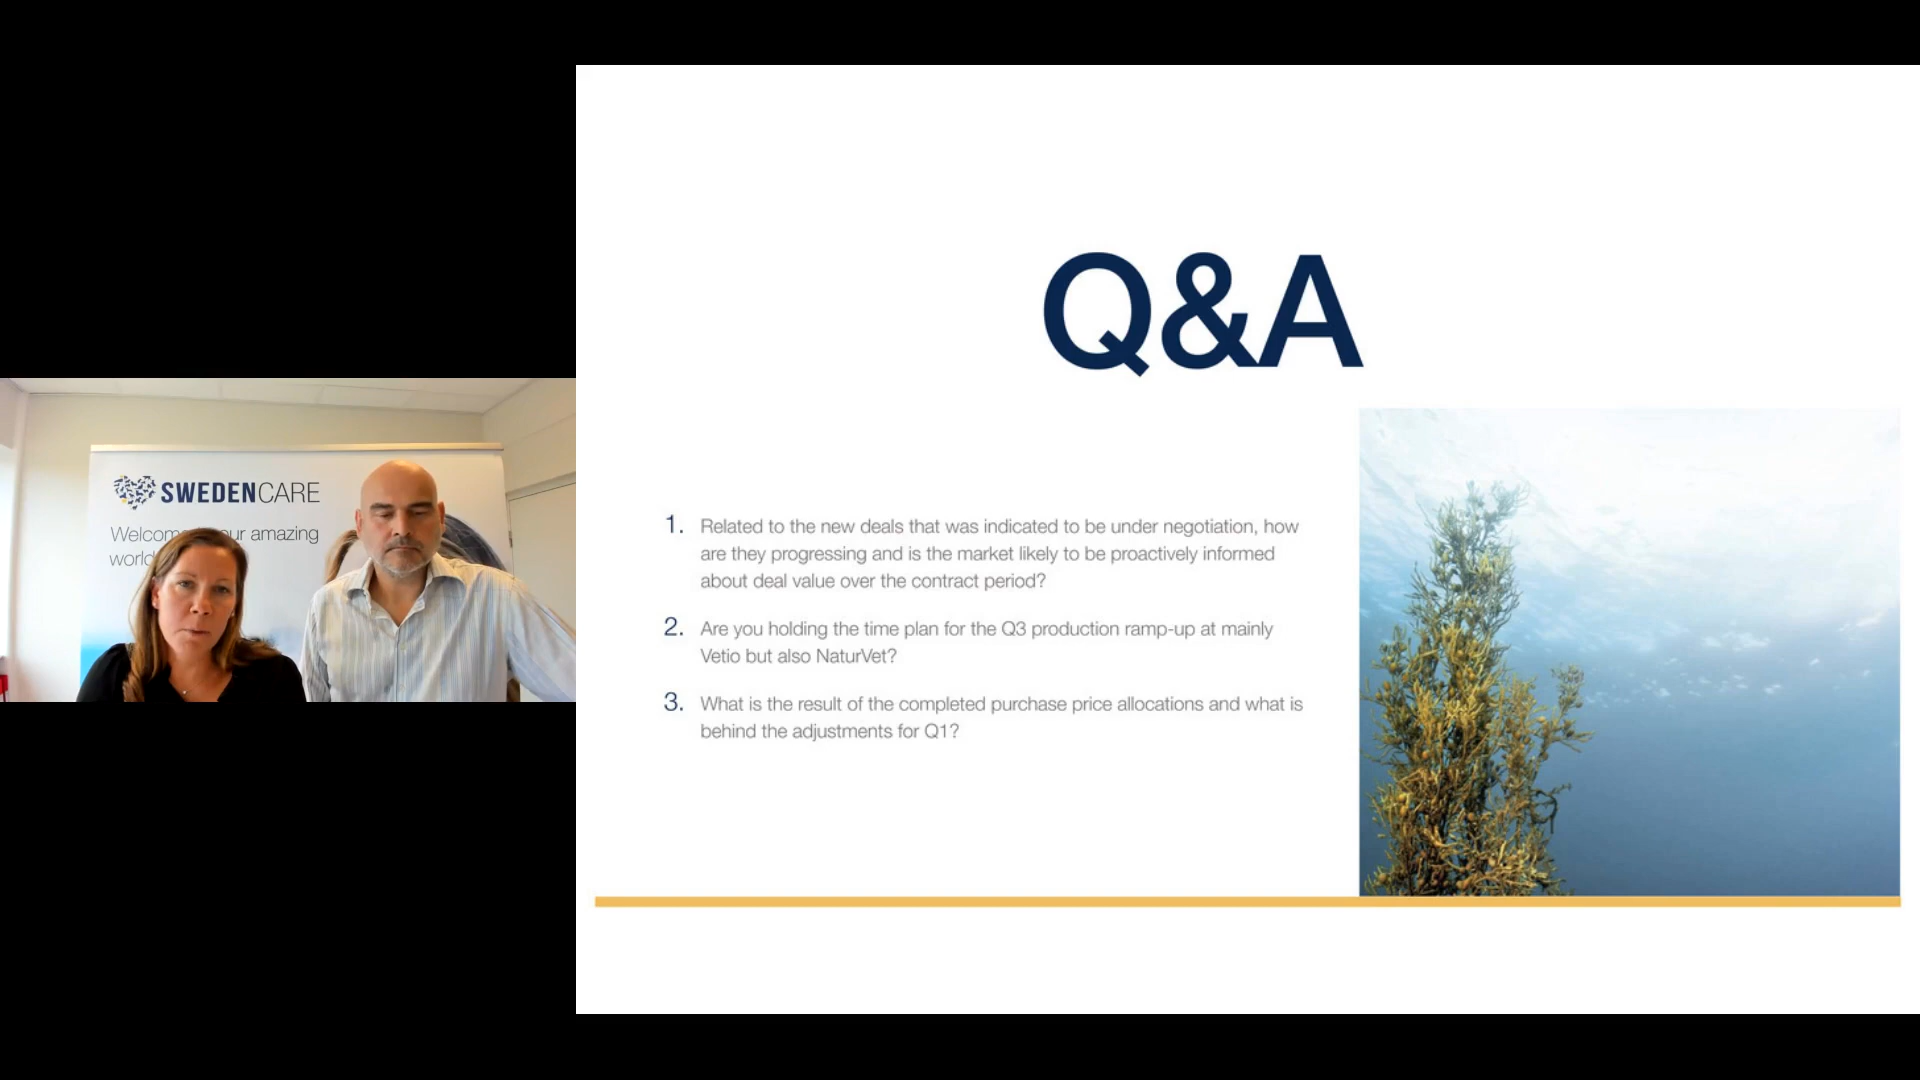 SWEDENCARE
Welcome our amazing
world
Q&A
1. Related to the new deals that was indicated to be under negotiation, how
are they progressing and is the market likely to be proactively informed
about deal value over the contract period?
2. Are you holding the time plan for the Q3 production ramp-up at mainly
Vetio but also NaturVet?
3. What is the result of the completed purchase price allocations and what is
behind the adjustments for Q1?